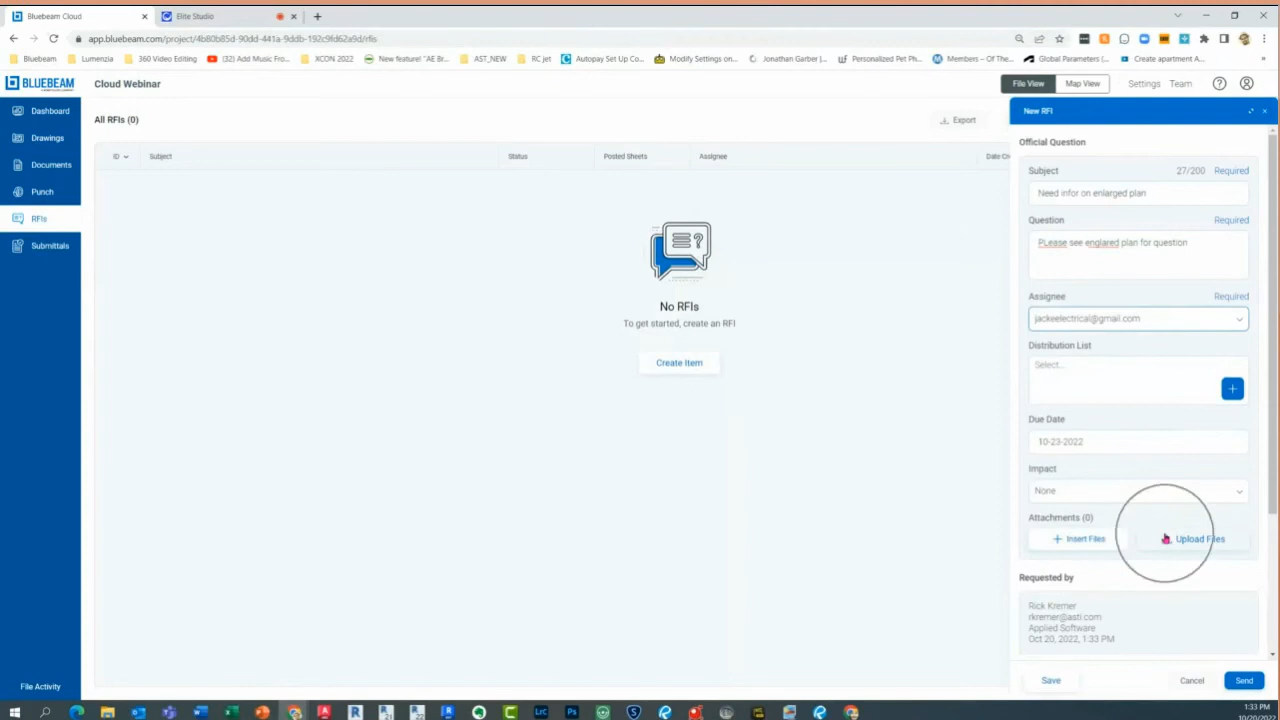 Bluebeam Cloud
Elite Studio
app.bluebeam.com/project/4b80b85d-90dd-441a-9ddb-192c9fd62a9d/rfis
Bluebeam
Lumenzia
360 Video Editing
(32) Add Music Fro...
XCON 2022
New feature! "AE Br...
AST_NEW
RC jet
Autopay Set Up Co...
Modify Settings on...
Jonathan Garber |...
Personalized Pet Ph...
Members – Of The...
Global Parameters (...
Create apartment A...
»
BLUEBEAM
Cloud Webinar
File View
Map View
Settings
Team
Dashboard
Drawings
Documents
Punch
RFIs
Submittals
File Activity
All RFIs (0)
Export
ID
Subject
Status
Posted Sheets
Assignee
Date Cr
No RFIs
To get started, create an RFI
Create Item
New RFI
Official Question
Subject 27/200 Required
Need infor on enlarged plan
Question Required
PLease see englared plan for question
Assignee Required
jackeelectrical@gmail.com
Distribution List
Select...
Due Date
10-23-2022
Impact
None
Attachments (0)
Insert Files
Upload Files
Requested by
Rick Kremer
rkremer@asti.com
Applied Software
Oct 20, 2022, 1:33 PM
Save
Cancel
Send
1:33 PM
10/20/2022